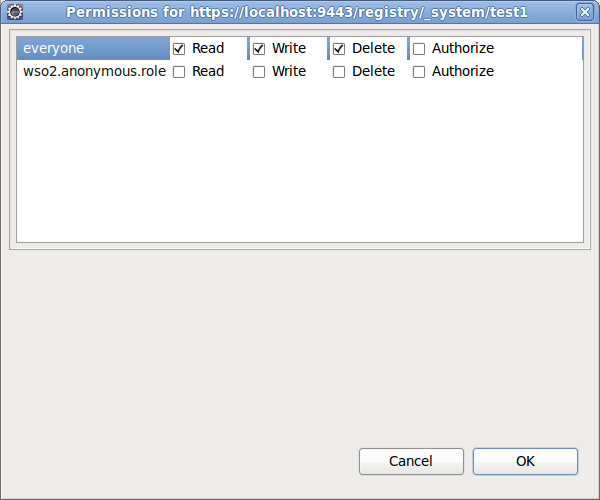 Permissions for https://localhost:9443/registry/_system/test1
everyone Read Write Delete Authorize
wso2.anonymous.role Read Write Delete Authorize
Cancel OK